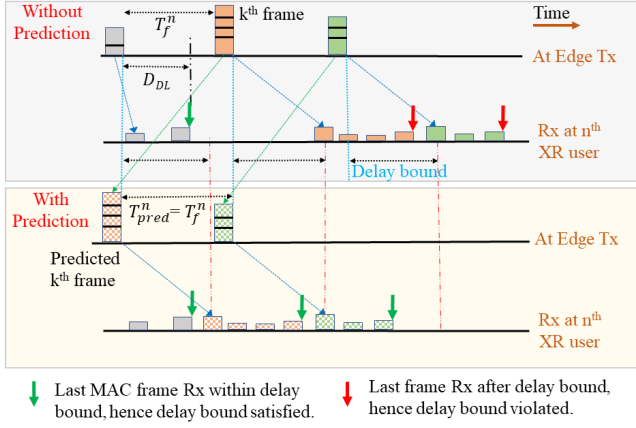 Without
Prediction
T_f^n
k^th frame
Time
At Edge Tx
D_DL
Rx at n^th
XR user
Delay bound
With
Prediction
T_pred^n = T_f^n
At Edge Tx
Predicted
k^th frame
Rx at n^th
XR user
Last MAC frame Rx within delay
bound, hence delay bound satisfied.
Last frame Rx after delay bound,
hence delay bound violated.